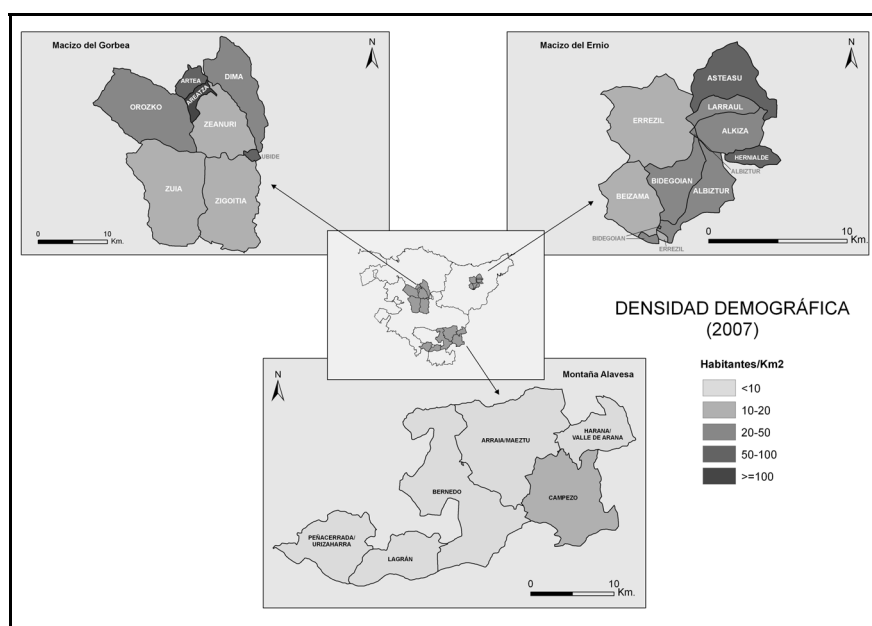 Macizo del Gorbea
N
ARTEA
DIMA
AREATZA
OROZKO
ZEANURI
UBIDE
ZUIA
ZIGOITIA
0 10
Km.
Macizo del Ernio
N
ASTEASU
LARRAUL
ERREZIL
ALKIZA
HERNIALDE
ALBIZTUR
BIDEGOIAN
BEIZAMA
ALBIZTUR
BIDEGOIAN
ERREZIL
0 10
Km.
DENSIDAD DEMOGRÁFICA
(2007)
Habitantes/Km2
<10
10-20
20-50
50-100
>=100
N
Montaña Alavesa
HARANA/
VALLE DE ARANA
ARRAIA/MAEZTU
BERNEDO
CAMPEZO
PEÑACERRADA/
URIZAHARRA
LAGRÁN
0 10
Km.